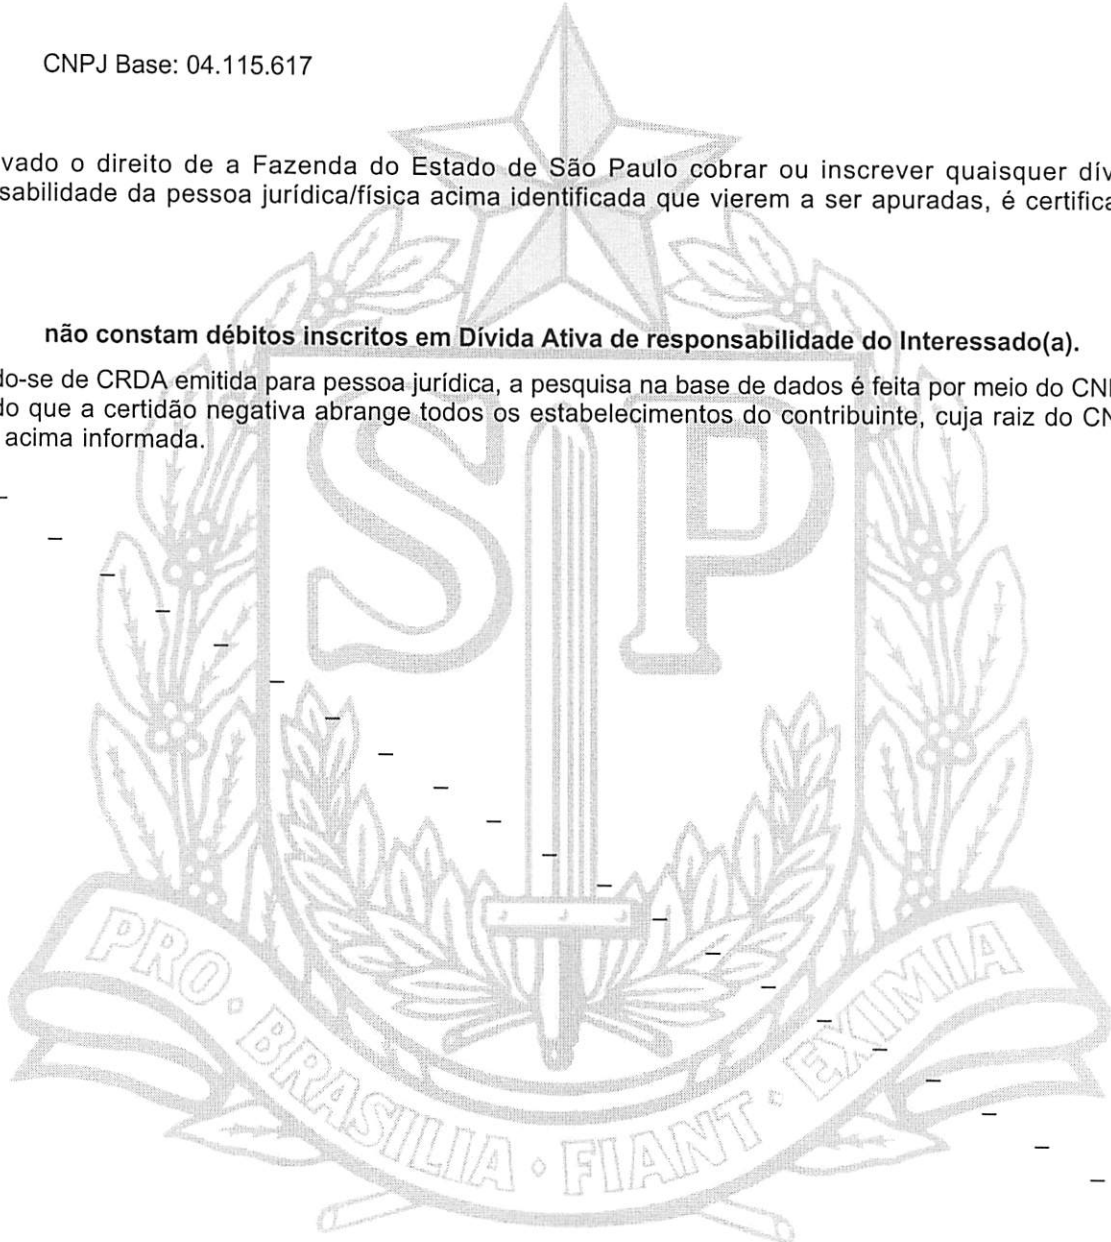 CNPJ Base: 04.115.617
vado o direito de a Fazenda do Estado de São Paulo cobrar ou inscrever quaisquer dív
sabilidade da pessoa jurídica/física acima identificada que vierem a ser apuradas, é certifica
não constam débitos inscritos em Dívida Ativa de responsabilidade do Interessado(a).
do-se de CRDA emitida para pessoa jurídica, a pesquisa na base de dados é feita por meio do CN
do que a certidão negativa abrange todos os estabelecimentos do contribuinte, cuja raiz do CN
acima informada.
SP
PRO · BRASILIA · FIANT · EXIMIA